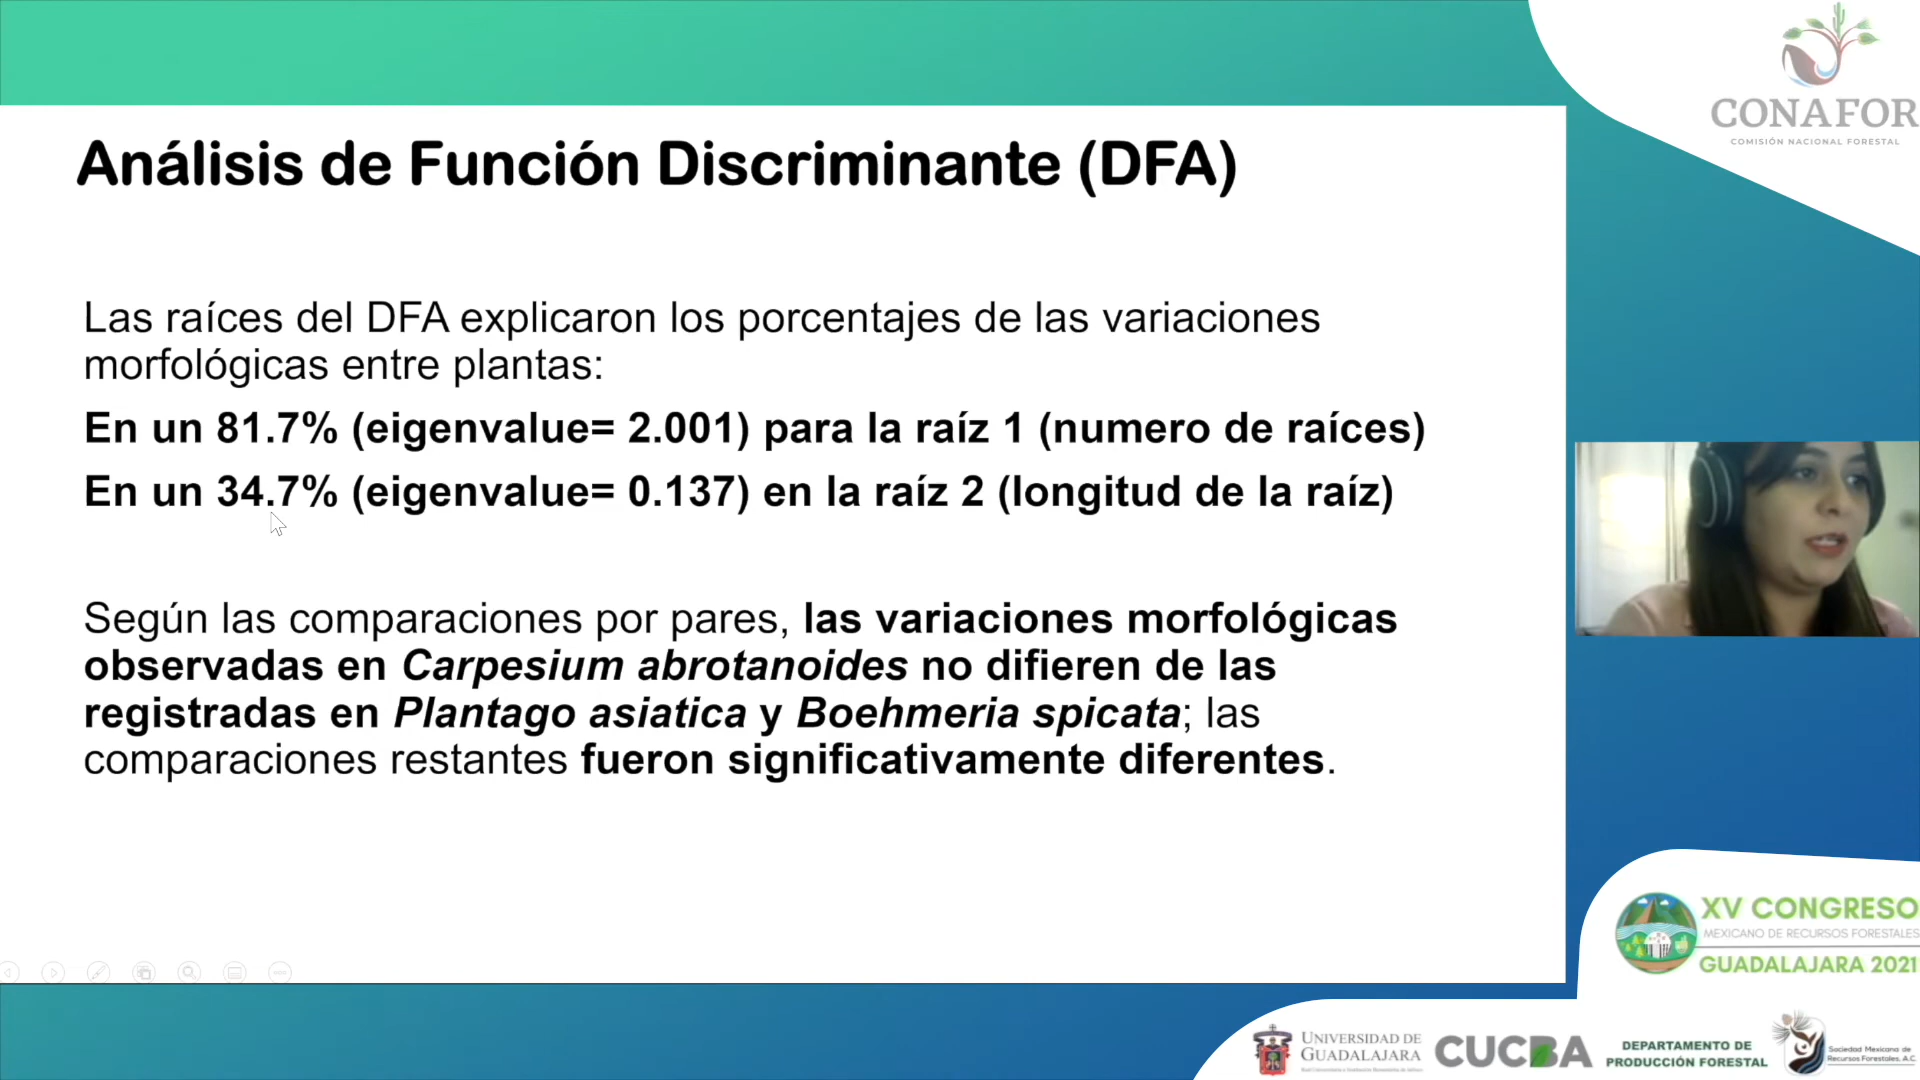 CONAFOR
COMISIÓN NACIONAL FORESTAL
Análisis de Función Discriminante (DFA)
Las raíces del DFA explicaron los porcentajes de las variaciones
morfológicas entre plantas:
En un 81.7% (eigenvalue= 2.001) para la raíz 1 (numero de raíces)
En un 34.7% (eigenvalue= 0.137) en la raíz 2 (longitud de la raíz)
Según las comparaciones por pares, las variaciones morfológicas
observadas en Carpesium abrotanoides no difieren de las
registradas en Plantago asiatica y Boehmeria spicata; las
comparaciones restantes fueron significativamente diferentes.
XV CONGRESO
MEXICANO DE RECURSOS FORESTALES
GUADALAJARA 2021
UNIVERSIDAD DE
GUADALAJARA
CUCBA
DEPARTAMENTO DE
PRODUCCIÓN FORESTAL
Sociedad Mexicana de
Recursos Forestales, A.C.